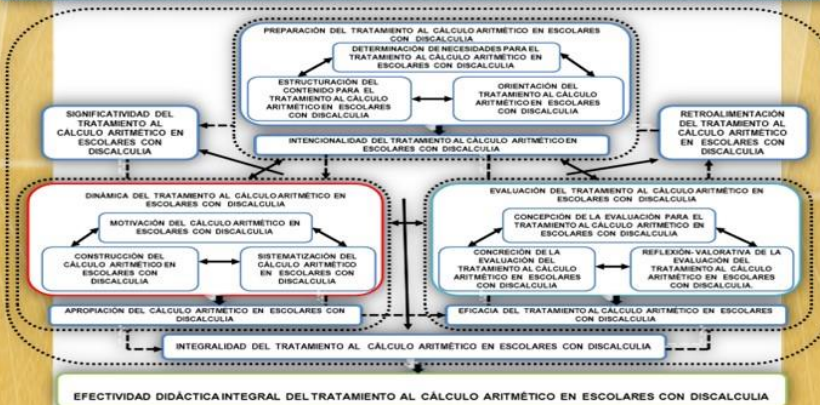 PREPARACIÓN DEL TRATAMIENTO AL CÁLCULO ARITMÉTICO EN ESCOLARES
CON DISCALCULIA
DETERMINACIÓN DE NECESIDADES PARA EL
TRATAMIENTO AL CÁLCULO ARITMÉTICO EN
ESCOLARES CON DISCALCULIA
ESTRUCTURACIÓN DEL
CONTENIDO PARA EL
TRATAMIENTO AL CÁLCULO
ARITMÉTICO EN ESCOLARES
CON DISCALCULIA
ORIENTACIÓN DEL
TRATAMIENTO AL CÁLCULO
ARITMÉTICO EN ESCOLARES
CON DISCALCULIA
INTENCIONALIDAD DEL TRATAMIENTO AL CÁLCULO ARITMÉTICO EN
ESCOLARES CON DISCALCULIA
SIGNIFICATIVIDAD DEL
TRATAMIENTO AL
CÁLCULO ARITMÉTICO EN
ESCOLARES CON
DISCALCULIA
RETROALIMENTACIÓN
DEL TRATAMIENTO AL
CÁLCULO ARITMÉTICO
EN ESCOLARES CON
DISCALCULIA
DINÁMICA DEL TRATAMIENTO AL CÁLCULO ARITMÉTICO EN
ESCOLARES CON DISCALCULIA
MOTIVACIÓN DEL CÁLCULO ARITMÉTICO EN
ESCOLARES CON DISCALCULIA
CONSTRUCCIÓN DEL
CÁLCULO ARITMÉTICO EN
ESCOLARES CON
DISCALCULIA
SISTEMATIZACIÓN DEL
CÁLCULO ARITMÉTICO
EN ESCOLARES CON
DISCALCULIA
APROPIACIÓN DEL CÁLCULO ARITMÉTICO EN ESCOLARES CON
DISCALCULIA
EVALUACIÓN DEL TRATAMIENTO AL CÁLCULO ARITMÉTICO EN
ESCOLARES CON DISCALCULIA
CONCEPCIÓN DE LA EVALUACIÓN PARA EL
TRATAMIENTO AL CÁLCULO ARITMÉTICO EN
ESCOLARES CON DISCALCULIA
CONCRECIÓN DE LA
EVALUACIÓN DEL
TRATAMIENTO AL CÁLCULO
ARITMÉTICO EN ESCOLARES
CON DISCALCULIA
REFLEXIÓN- VALORATIVA DE LA
EVALUACIÓN DEL
TRATAMIENTO AL CÁLCULO
ARITMÉTICO EN ESCOLARES
CON DISCALCULIA.
EFICACIA DEL TRATAMIENTO AL CÁLCULO ARITMÉTICO EN ESCOLARES
CON DISCALCULIA
INTEGRALIDAD DEL TRATAMIENTO AL CÁLCULO ARITMÉTICO EN ESCOLARES CON DISCALCULIA
EFECTIVIDAD DIDÁCTICA INTEGRAL DEL TRATAMIENTO AL CÁLCULO ARITMÉTICO EN ESCOLARES CON DISCALCULIA